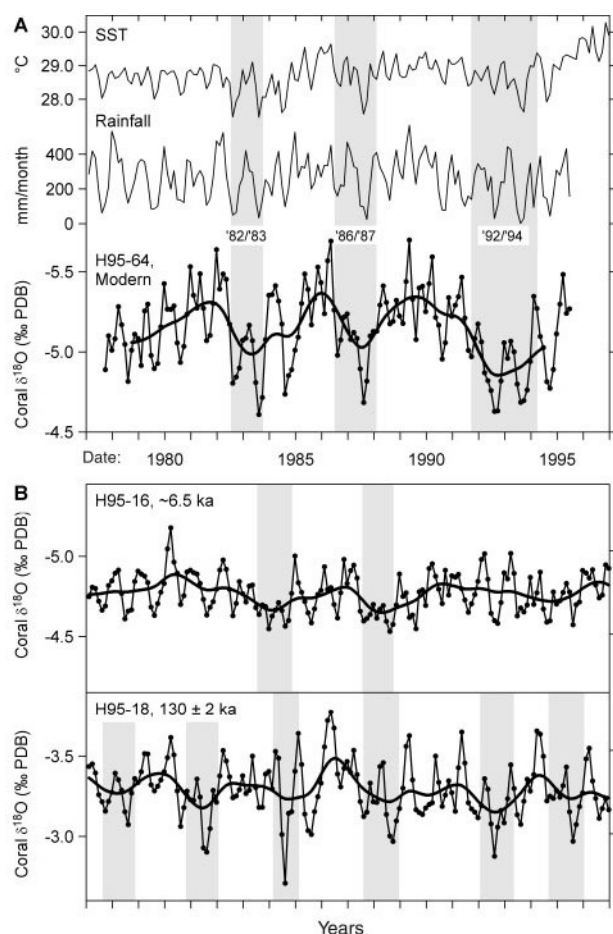 A
SST
30.0
29.0
28.0
°C
Rainfall
400
200
0
mm/month
'82/'83
'86/'87
'92/'94
H95-64,
Modern
-5.5
-5.0
-4.5
Coral δ¹⁸O (‰ PDB)
Date:
1980
1985
1990
1995
B
H95-16, ~6.5 ka
-5.0
-4.5
Coral δ¹⁸O (‰ PDB)
H95-18, 130 ± 2 ka
-3.5
-3.0
Coral δ¹⁸O (‰ PDB)
Years